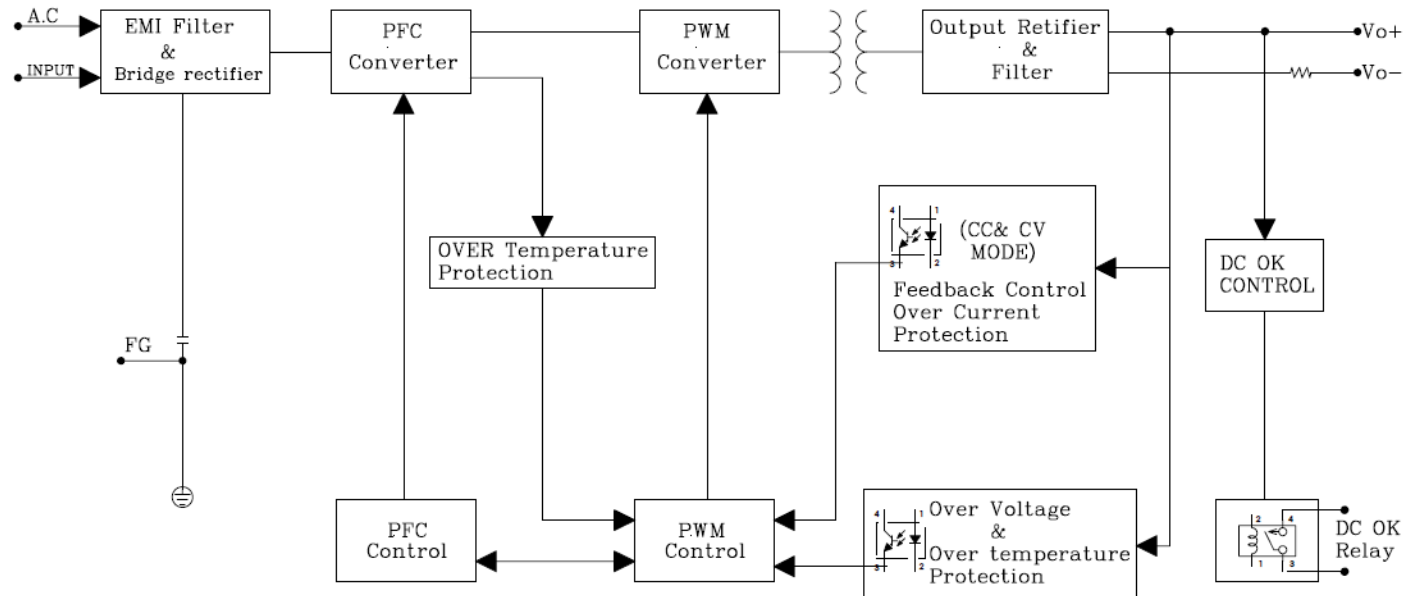 A.C
INPUT
EMI Filter
&
Bridge rectifier
PFC
Converter
PWM
Converter
Output Retifier
&
Filter
Vo+
Vo-
OVER Temperature
Protection
4
1
3
2
(CC& CV
MODE)
Feedback Control
Over Current
Protection
DC OK
CONTROL
FG
PFC
Control
PWM
Control
4
1
3
2
Over Voltage
&
Over temperature
Protection
2
4
1
3
DC OK
Relay